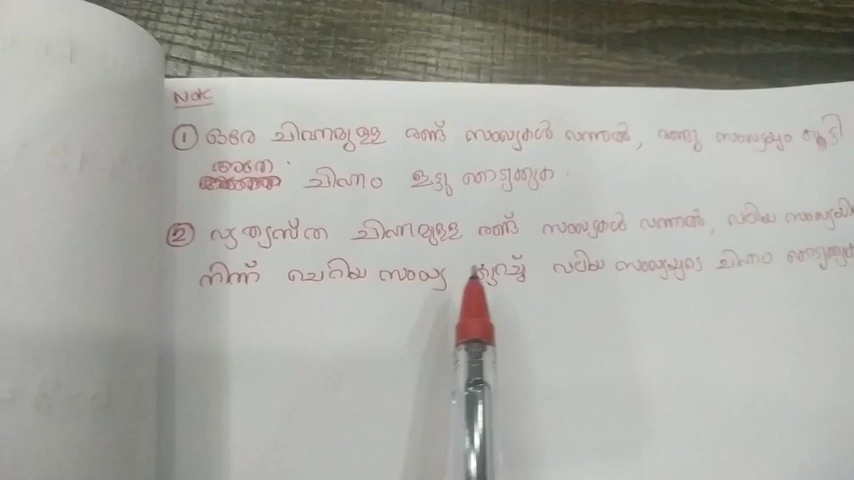 Note
① ഒരേ ചിഹ്നമുള്ള രണ്ട് സംഖ്യകൾ വന്നാൽ, രണ്ടു സംഖ്യയും കൂട്ടി
അതേ ചിഹ്നം ഇട്ടു കൊടുക്കുക.
② വ്യത്യസ്ത ചിഹ്നമുള്ള രണ്ട് സംഖ്യകൾ വന്നാൽ, വലിയ സംഖ്യയിൽ
നിന്ന് ചെറിയ സംഖ്യ കുറച്ച് വലിയ സംഖ്യയുടെ ചിഹ്നം കൊടുക്കുക